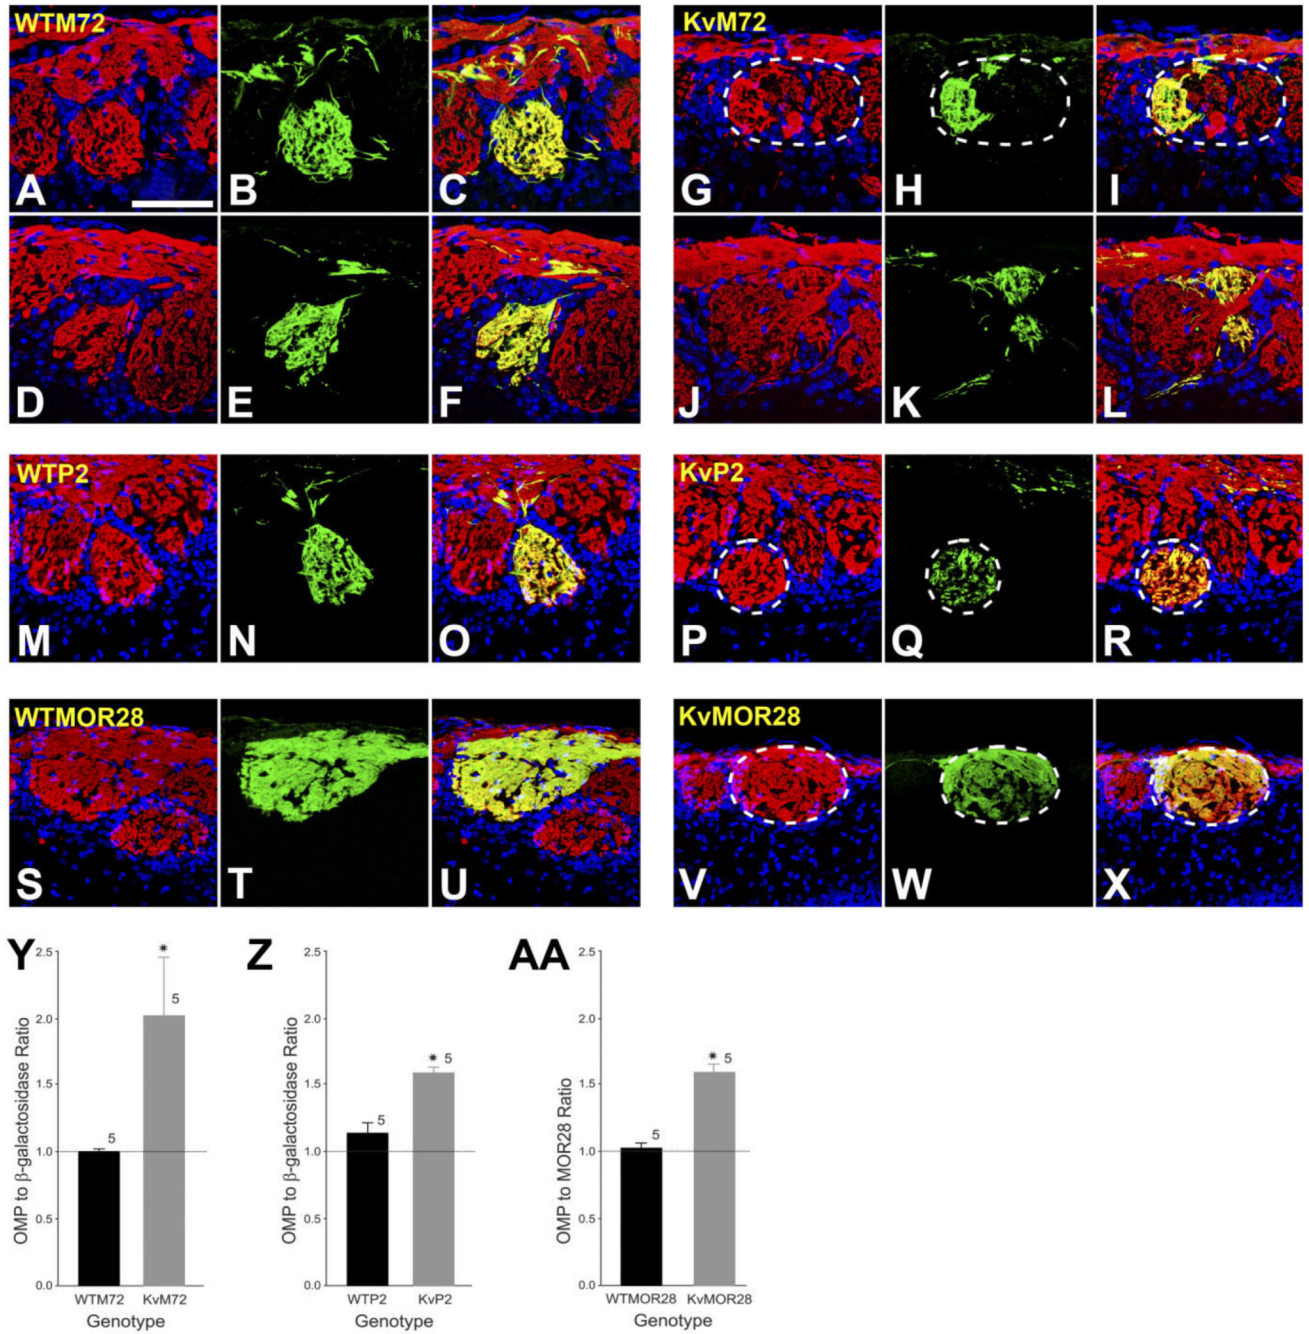 WTM72
A
B
C
KvM72
G
H
I
D
E
F
J
K
L
WTP2
M
N
O
KvP2
P
Q
R
WTMOR28
S
T
U
KvMOR28
V
W
X
Y
OMP to β-galactosidase Ratio
2.5
2.0
1.5
1.0
0.5
0.0
5
*
5
WTM72
KvM72
Genotype
Z
OMP to β-galactosidase Ratio
2.5
2.0
1.5
1.0
0.5
0.0
5
* 5
WTP2
KvP2
Genotype
AA
OMP to MOR28 Ratio
2.5
2.0
1.5
1.0
0.5
0.0
5
* 5
WTMOR28
KvMOR28
Genotype